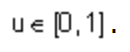 u ∈ [0, 1].